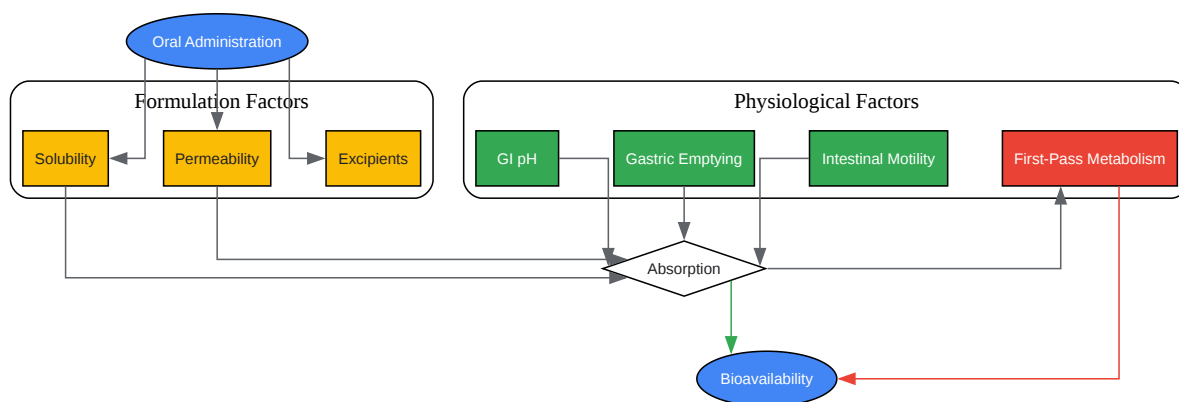 Oral Administration
Formulation Factors
Physiological Factors
Solubility
Permeability
Excipients
GI pH
Gastric Emptying
Intestinal Motility
First-Pass Metabolism
Absorption
Bioavailability